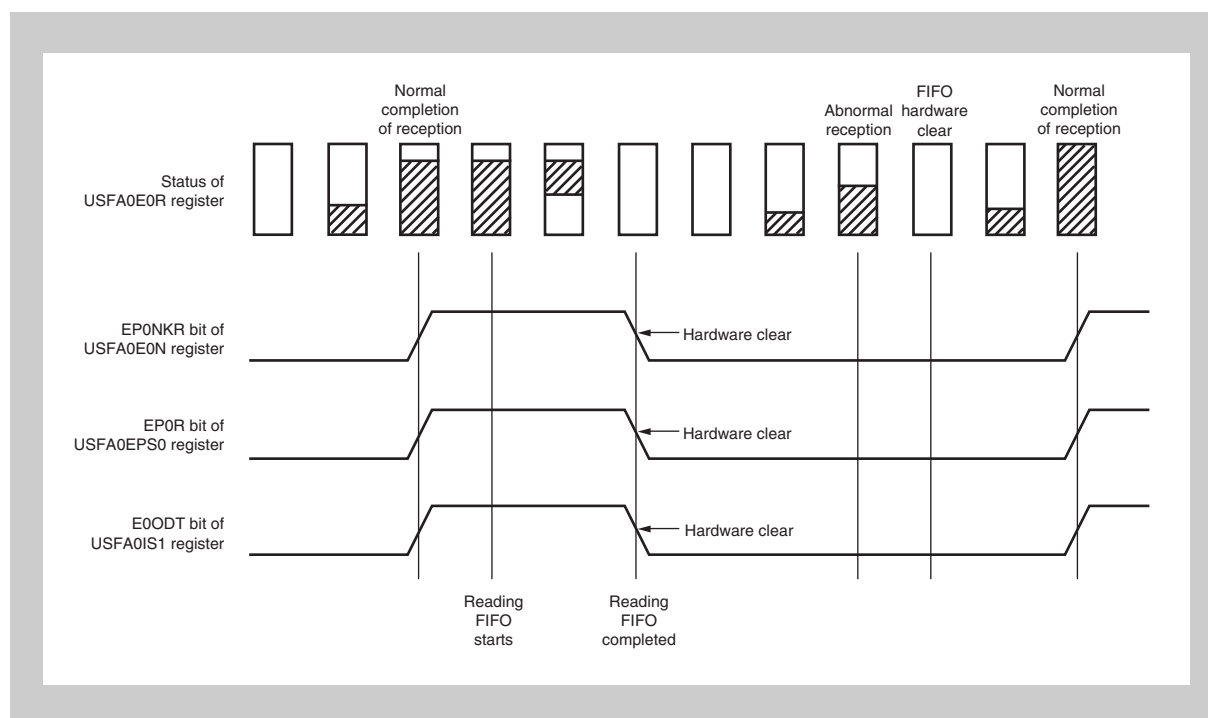 Normal
completion
of reception
Abnormal
reception
FIFO
hardware
clear
Normal
completion
of reception
Status of
USFA0E0R register
EP0NKR bit of
USFA0E0N register
Hardware clear
EP0R bit of
USFA0EPS0 register
Hardware clear
E0ODT bit of
USFA0IS1 register
Hardware clear
Reading
FIFO
starts
Reading
FIFO
completed